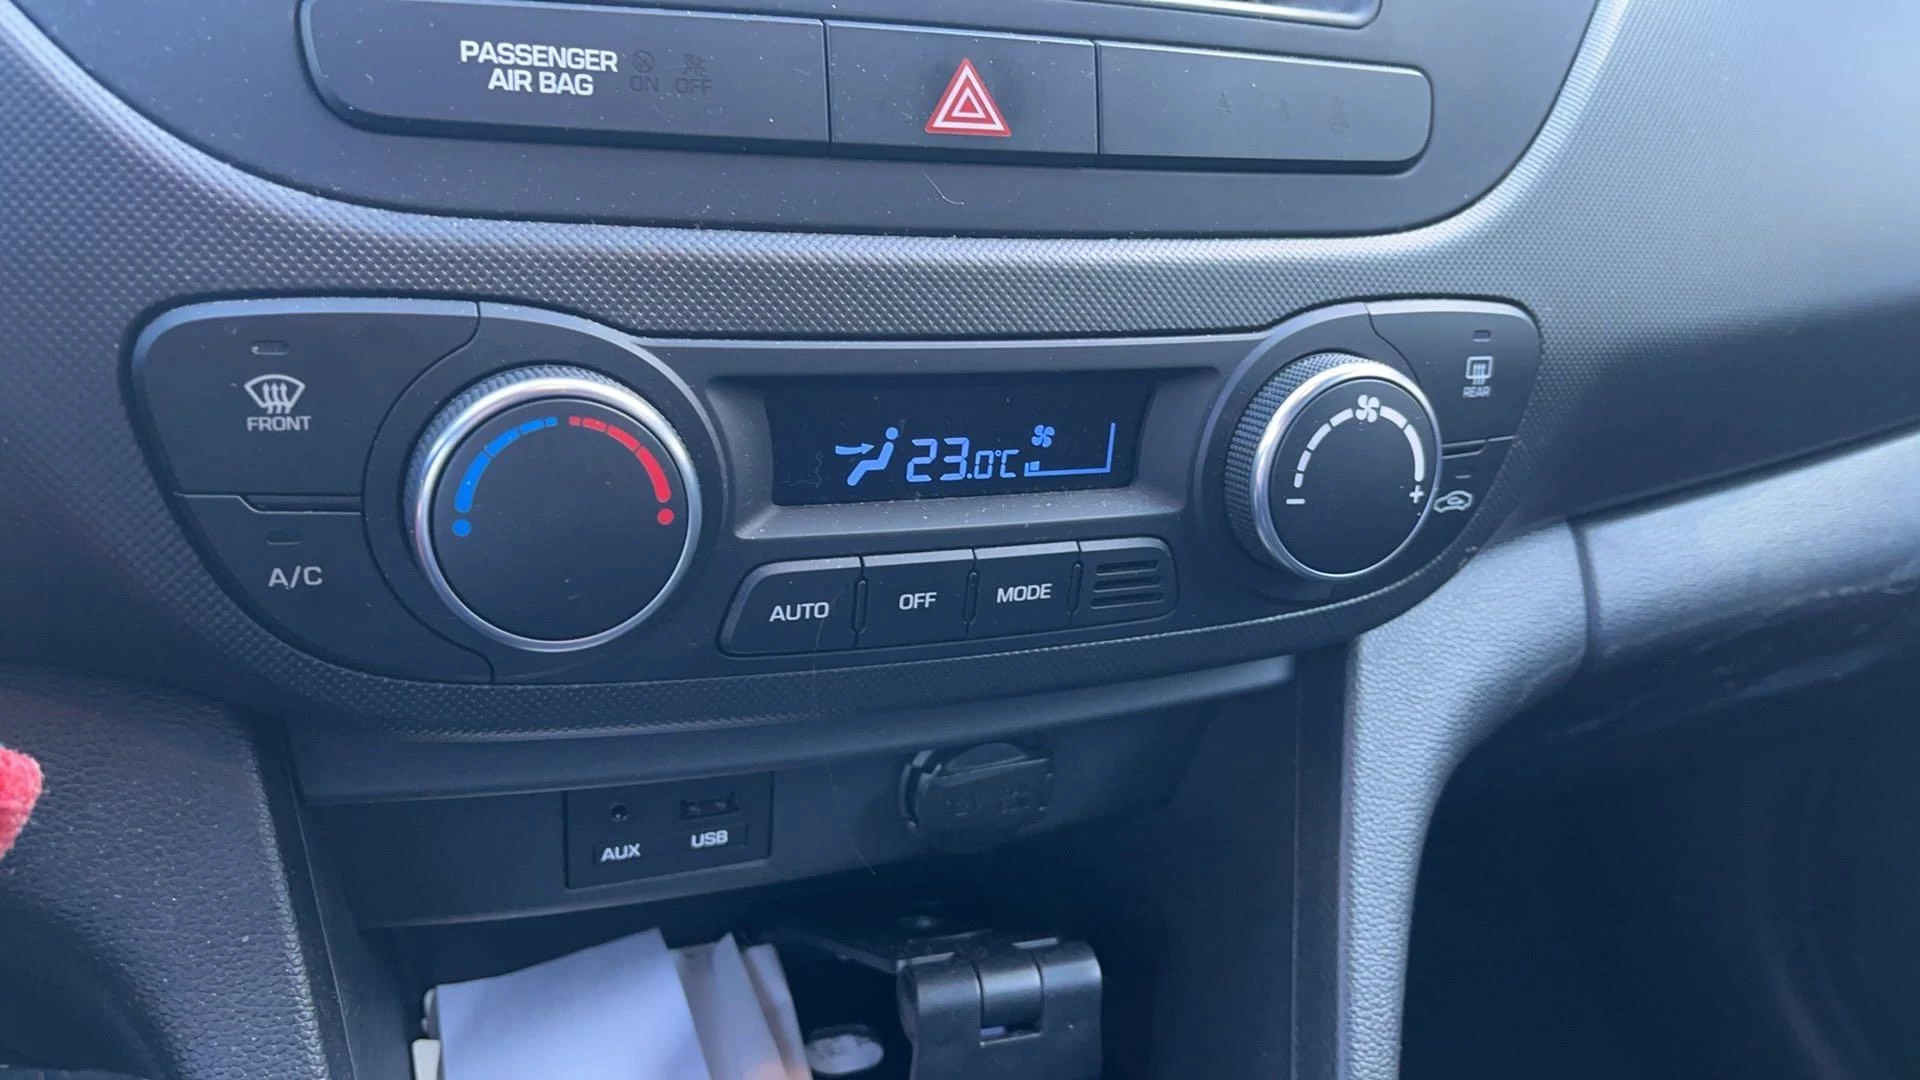 PASSENGER
AIR BAG
ON OFF
FRONT
REAR
23.0°C
- +
A/C
AUTO
OFF
MODE
AUX
USB